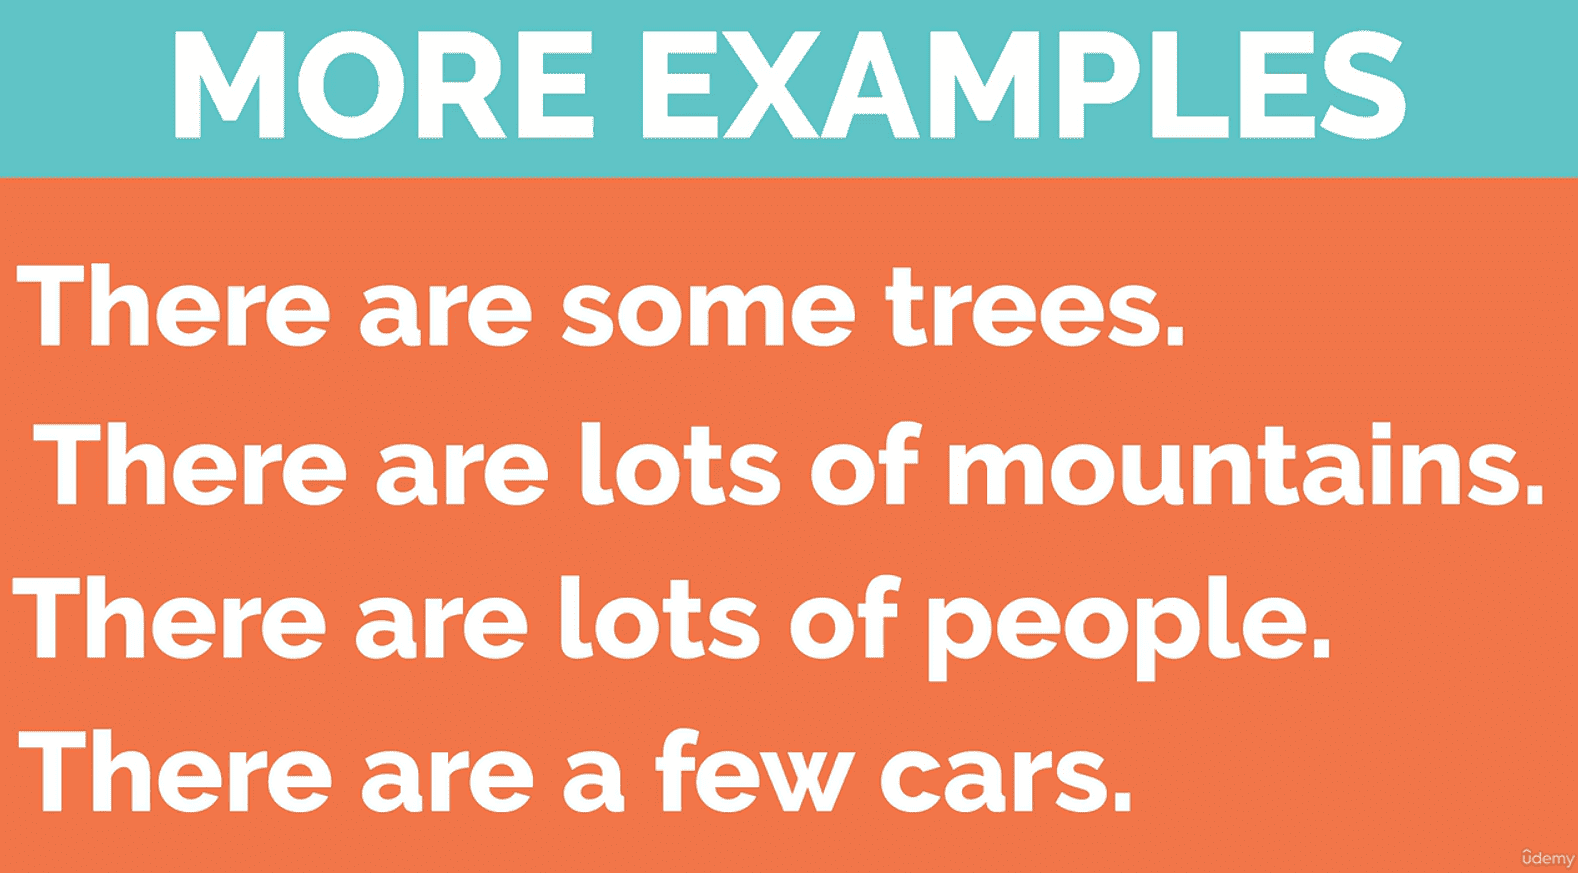 MORE EXAMPLES
There are some trees.
There are lots of mountains.
There are lots of people.
There are a few cars.
ûdemy